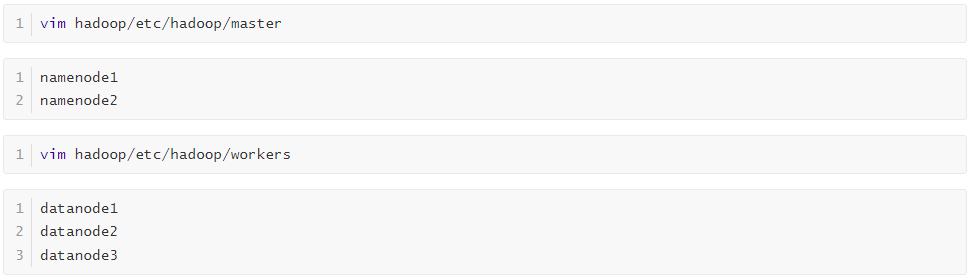 1 vim hadoop/etc/hadoop/master
1 namenode1
2 namenode2
1 vim hadoop/etc/hadoop/workers
1 datanode1
2 datanode2
3 datanode3